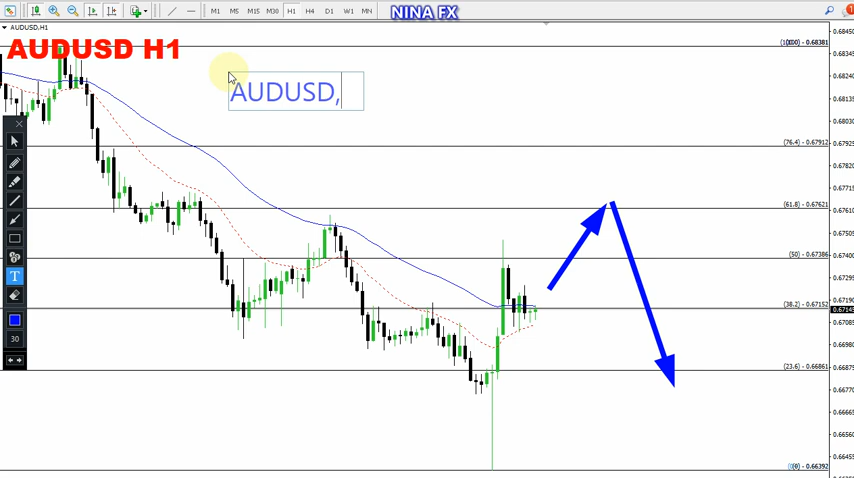 M1 M5 M15 M30 H1 H4 D1 W1 MN
NINA FX
AUDUSD,H1
AUDUSD H1
AUDUSD,
T
30
0.68381
(76.4) - 0.67912
(61.8) - 0.67621
(50) - 0.67386
(38.2) - 0.67152
(23.6) - 0.66861
(0) - 0.66392
0.68450
0.68345
0.68240
0.68135
0.68030
0.67925
0.67820
0.67715
0.67610
0.67505
0.67400
0.67295
0.67190
0.67145
0.67085
0.66980
0.66875
0.66770
0.66665
0.66560
0.66455